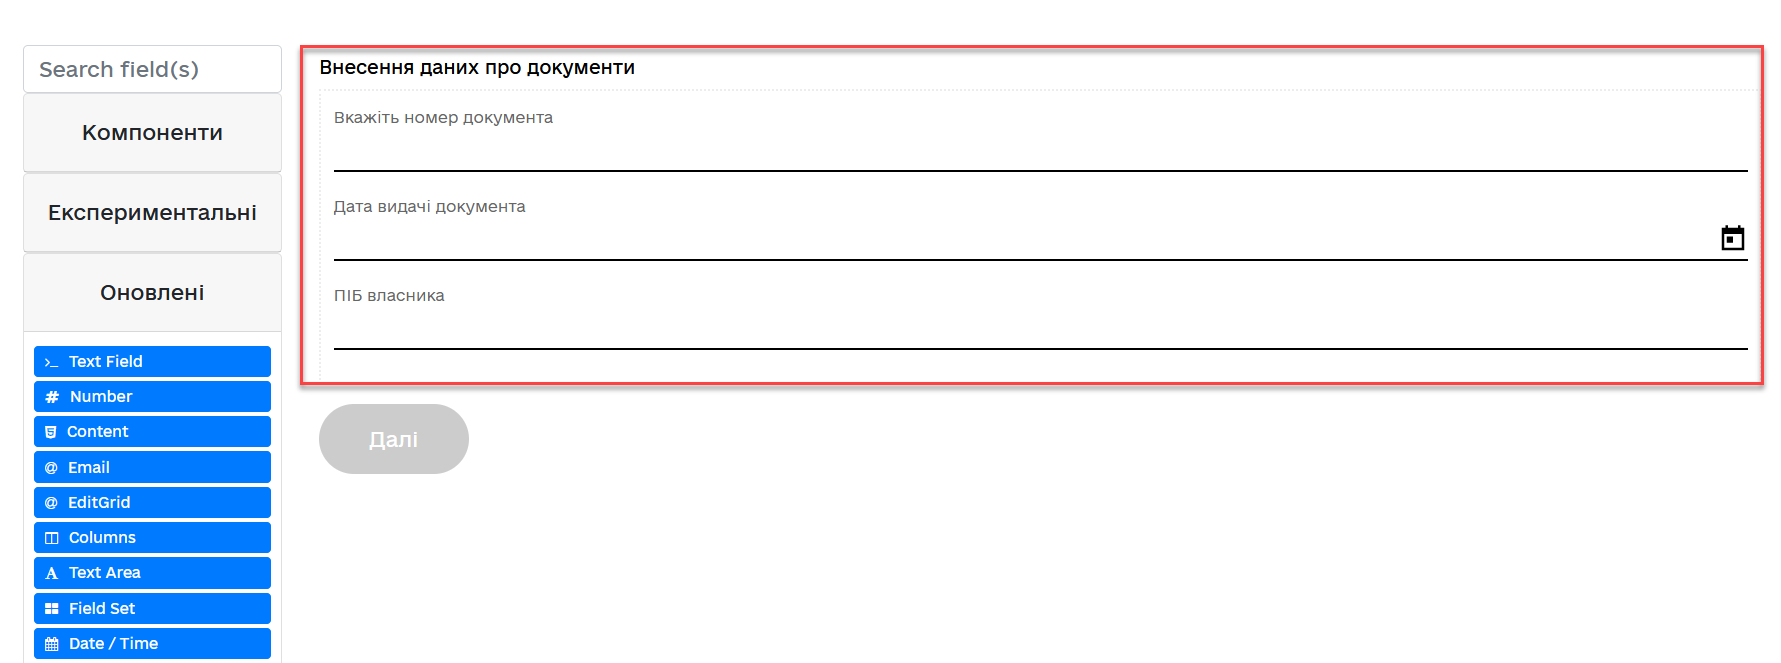 Search field(s)
Компоненти
Експериментальні
Оновлені
Text Field
Number
Content
Email
EditGrid
Columns
Text Area
Field Set
Date / Time
Внесення даних про документи
Вкажіть номер документа
Дата видачі документа
ПІБ власника
Далі